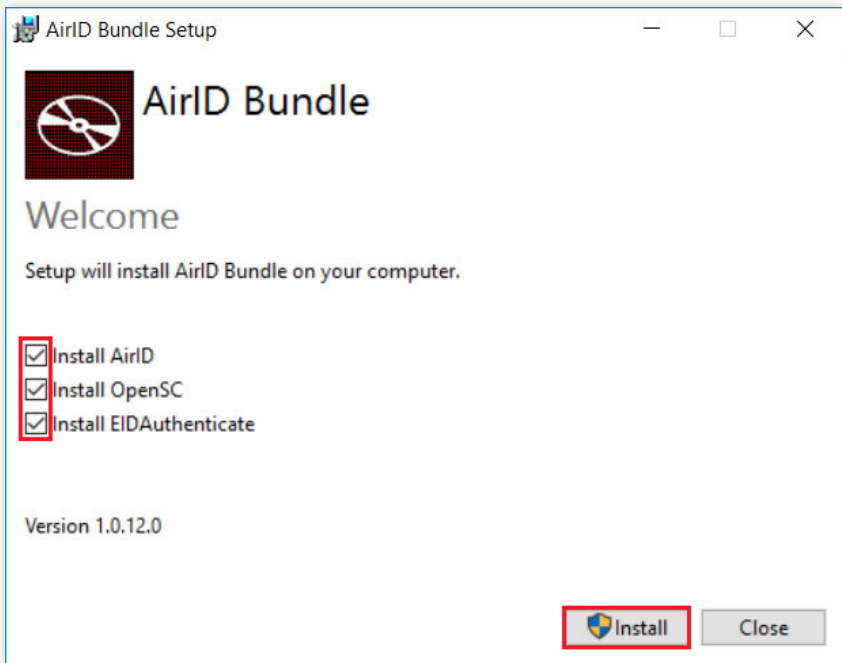 AirID Bundle Setup
AirID Bundle
Welcome
Setup will install AirID Bundle on your computer.
Install AirID
Install OpenSC
Install EIDAuthenticate
Version 1.0.12.0
Install Close